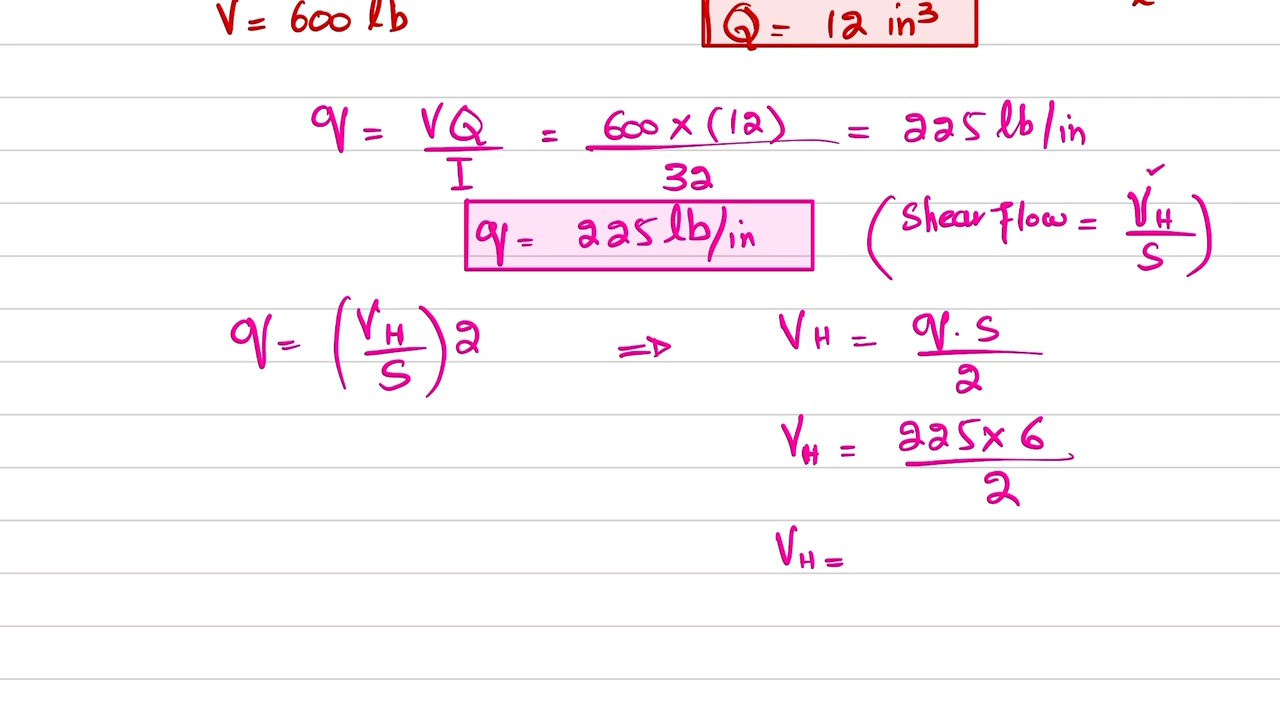 V = 600 lb
Q = 12 in³
q = VQ/I = 600 × (12)/32 = 225 lb/in
q = 225 lb/in (Shear Flow = V_H/S)
q = (V_H/S)2 ⇒ V_H = q · s/2
V_H = 225 × 6/2
V_H =